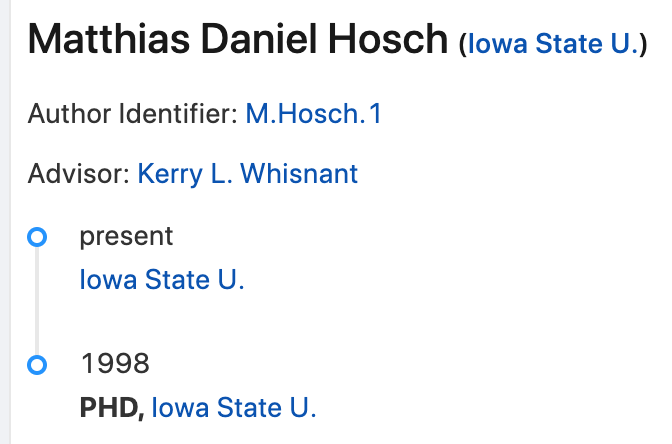 Matthias Daniel Hosch (Iowa State U.)
Author Identifier: M.Hosch.1
Advisor: Kerry L. Whisnant
present
Iowa State U.
1998
PHD, Iowa State U.